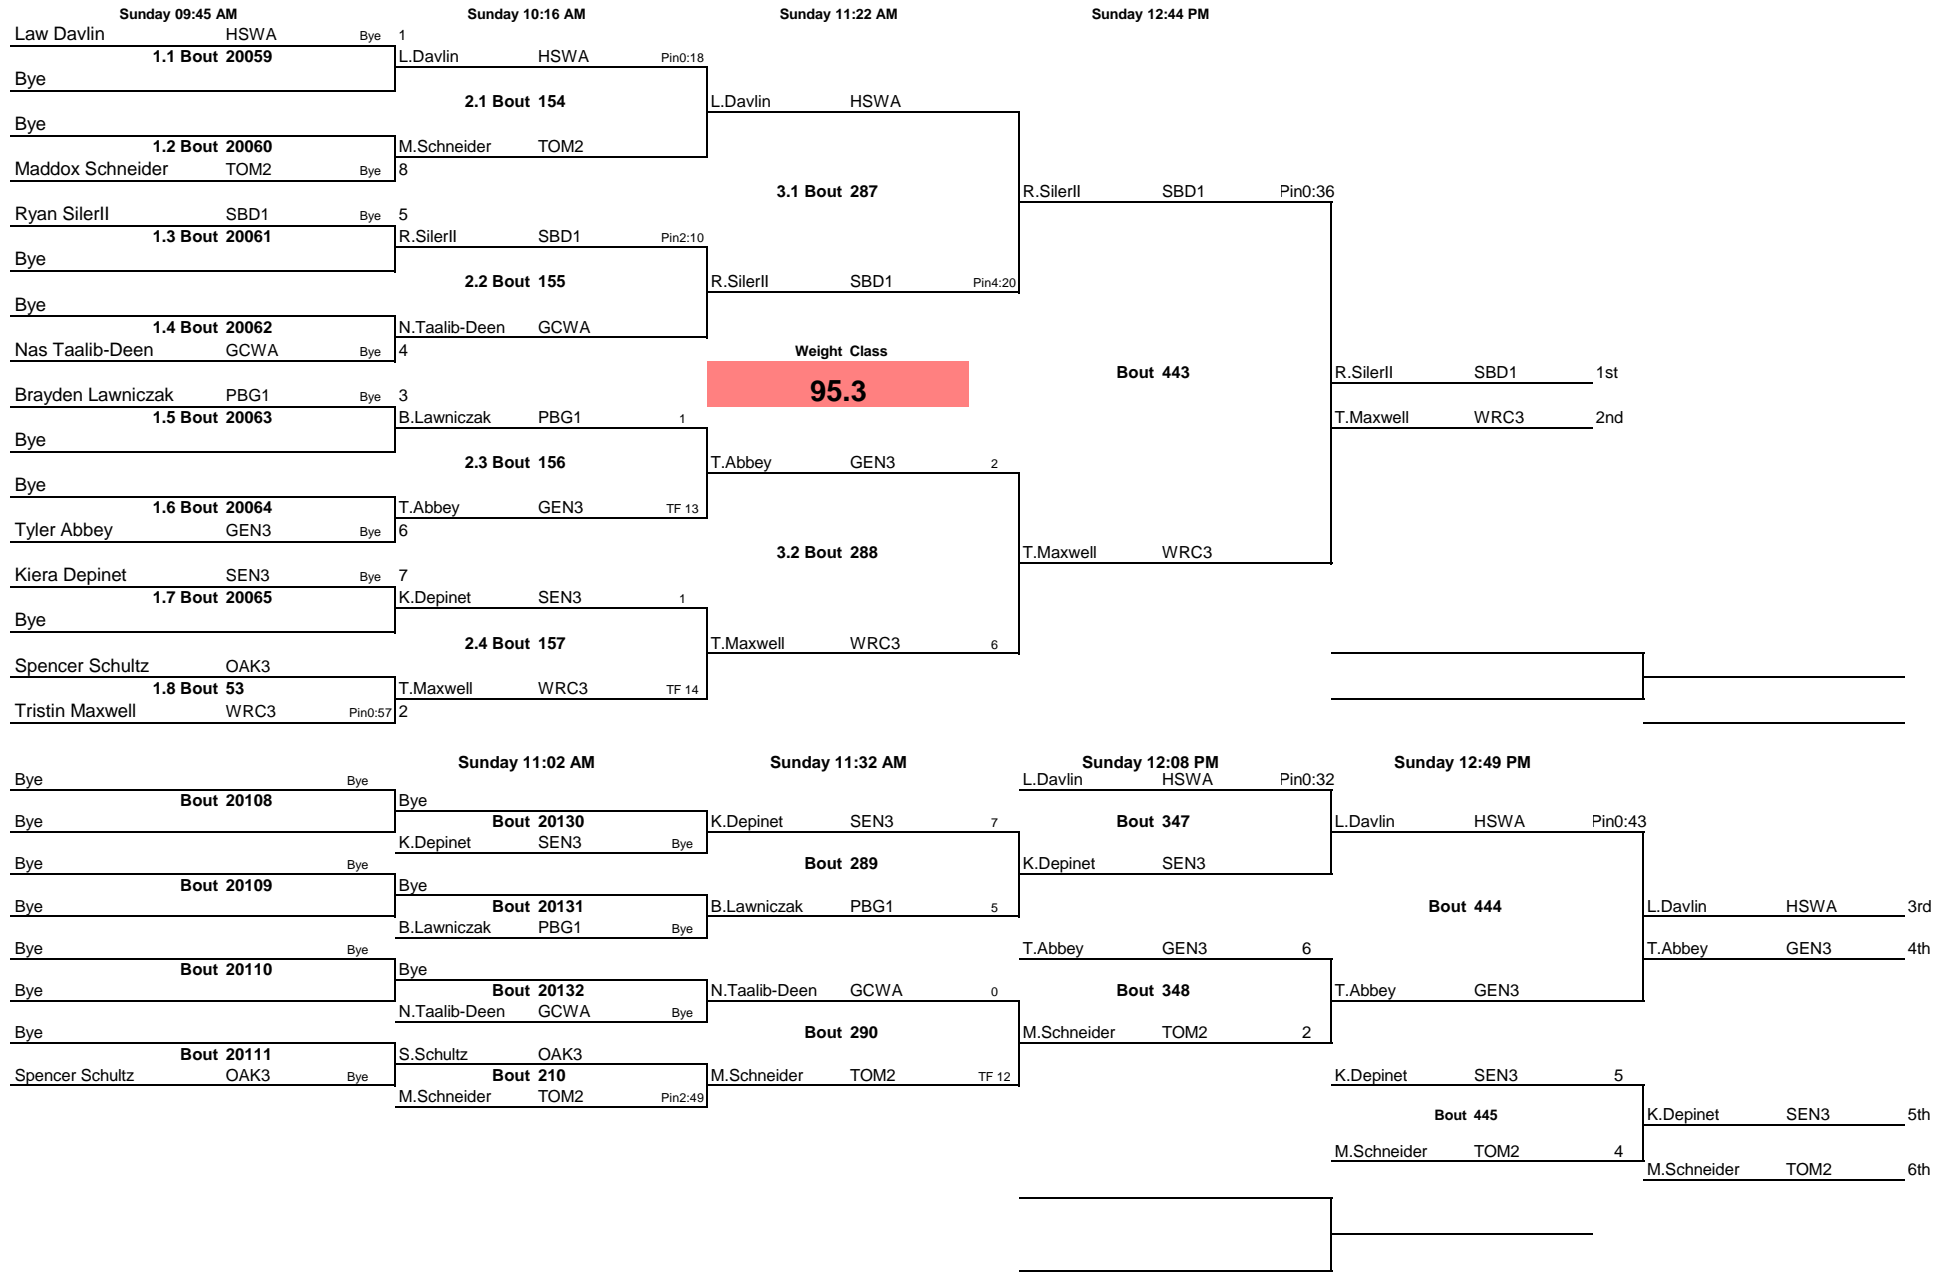 Sunday 09:45 AM Sunday 10:16 AM Sunday 11:22 AM Sunday 12:44 PM
Law Davlin HSWA Bye 1
1.1 Bout 20059 L.Davlin HSWA Pin0:18
Bye
2.1 Bout 154 L.Davlin HSWA
Bye
1.2 Bout 20060 M.Schneider TOM2
Maddox Schneider TOM2 Bye 8
3.1 Bout 287 R.SilerII SBD1 Pin0:36
Ryan SilerII SBD1 Bye 5
1.3 Bout 20061 R.SilerII SBD1 Pin2:10
Bye
2.2 Bout 155 R.SilerII SBD1 Pin4:20
Bye
1.4 Bout 20062 N.Taalib-Deen GCWA
Nas Taalib-Deen GCWA Bye 4 Weight Class
Bout 443 R.SilerII SBD1 1st
Brayden Lawniczak PBG1 Bye 3 95.3
1.5 Bout 20063 B.Lawniczak PBG1 1 T.Maxwell WRC3 2nd
Bye
2.3 Bout 156 T.Abbey GEN3 2
Bye
1.6 Bout 20064 T.Abbey GEN3 TF 13
Tyler Abbey GEN3 Bye 6
3.2 Bout 288 T.Maxwell WRC3
Kiera Depinet SEN3 Bye 7
1.7 Bout 20065 K.Depinet SEN3 1
Bye
2.4 Bout 157 T.Maxwell WRC3 6
Spencer Schultz OAK3
1.8 Bout 53 T.Maxwell WRC3 TF 14
Tristin Maxwell WRC3 Pin0:57 2
Sunday 11:02 AM Sunday 11:32 AM Sunday 12:08 PM Sunday 12:49 PM
Bye Bye L.Davlin HSWA Pin0:32
Bout 20108 Bye
Bye Bout 20130 K.Depinet SEN3 7 Bout 347 L.Davlin HSWA Pin0:43
K.Depinet SEN3 Bye
Bye Bye Bout 289 K.Depinet SEN3
Bout 20109 Bye
Bye Bout 20131 B.Lawniczak PBG1 5 Bout 444 L.Davlin HSWA 3rd
B.Lawniczak PBG1 Bye
Bye Bye T.Abbey GEN3 6 T.Abbey GEN3 4th
Bout 20110 Bye
Bye Bout 20132 N.Taalib-Deen GCWA 0 Bout 348 T.Abbey GEN3
N.Taalib-Deen GCWA Bye
Bye Bout 290 M.Schneider TOM2 2
Bout 20111 S.Schultz OAK3
Spencer Schultz OAK3 Bye Bout 210 M.Schneider TOM2 TF 12 K.Depinet SEN3 5
M.Schneider TOM2 Pin2:49
Bout 445 K.Depinet SEN3 5th
M.Schneider TOM2 4
M.Schneider TOM2 6th